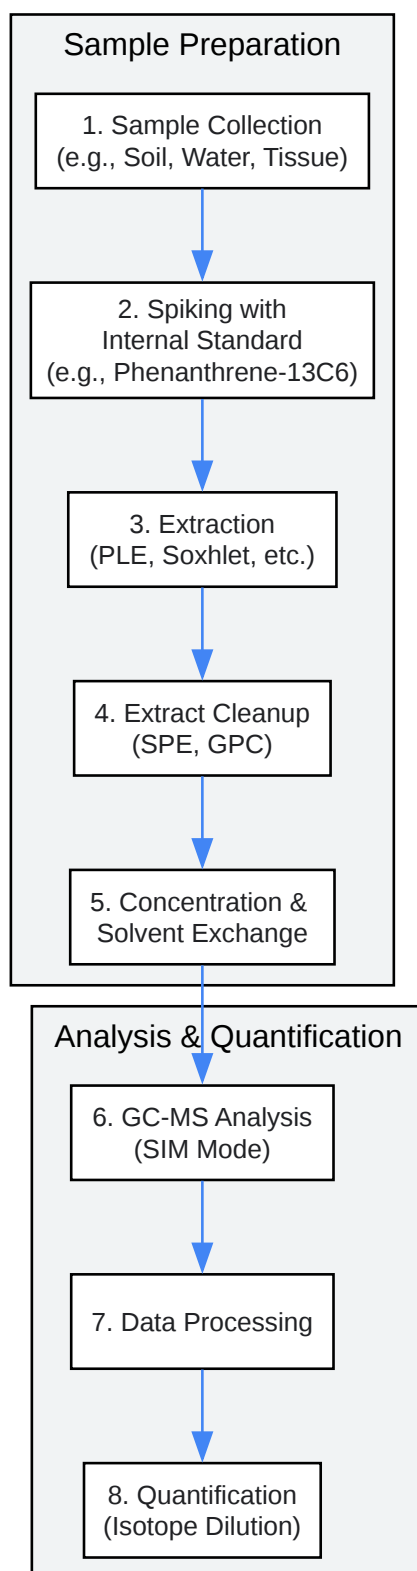 Sample Preparation
1. Sample Collection
(e.g., Soil, Water, Tissue)
2. Spiking with
Internal Standard
(e.g., Phenanthrene-13C6)
3. Extraction
(PLE, Soxhlet, etc.)
4. Extract Cleanup
(SPE, GPC)
5. Concentration &
Solvent Exchange
Analysis & Quantification
6. GC-MS Analysis
(SIM Mode)
7. Data Processing
8. Quantification
(Isotope Dilution)